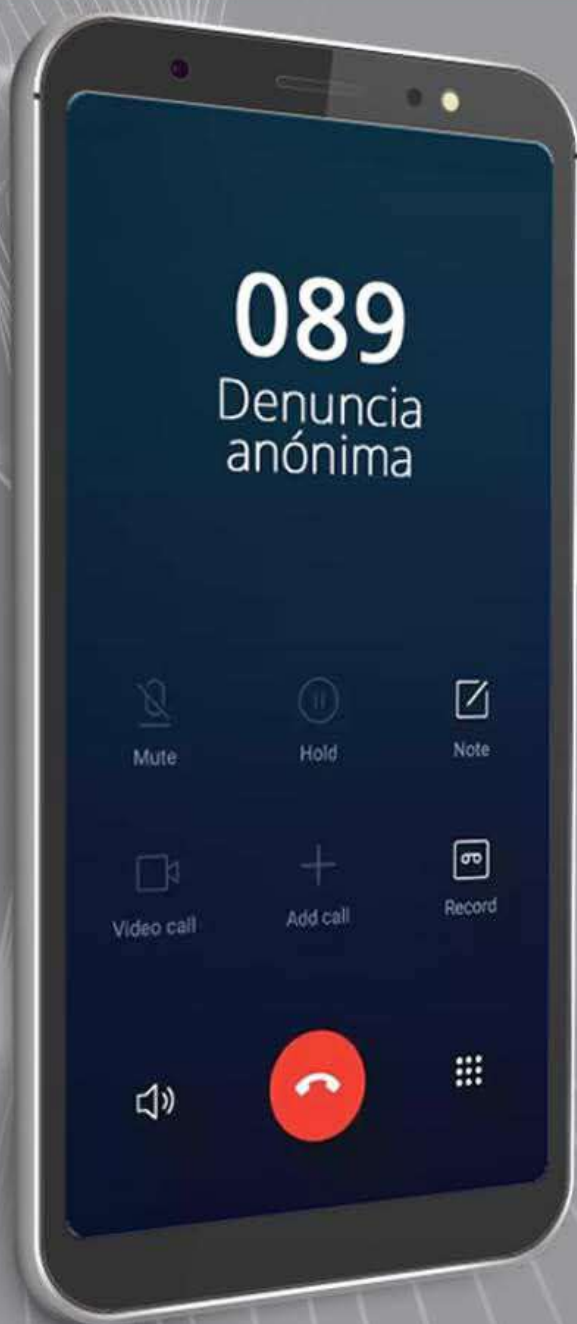 089
Denuncia
anónima
Mute
Hold
Note
Video call
Add call
Record